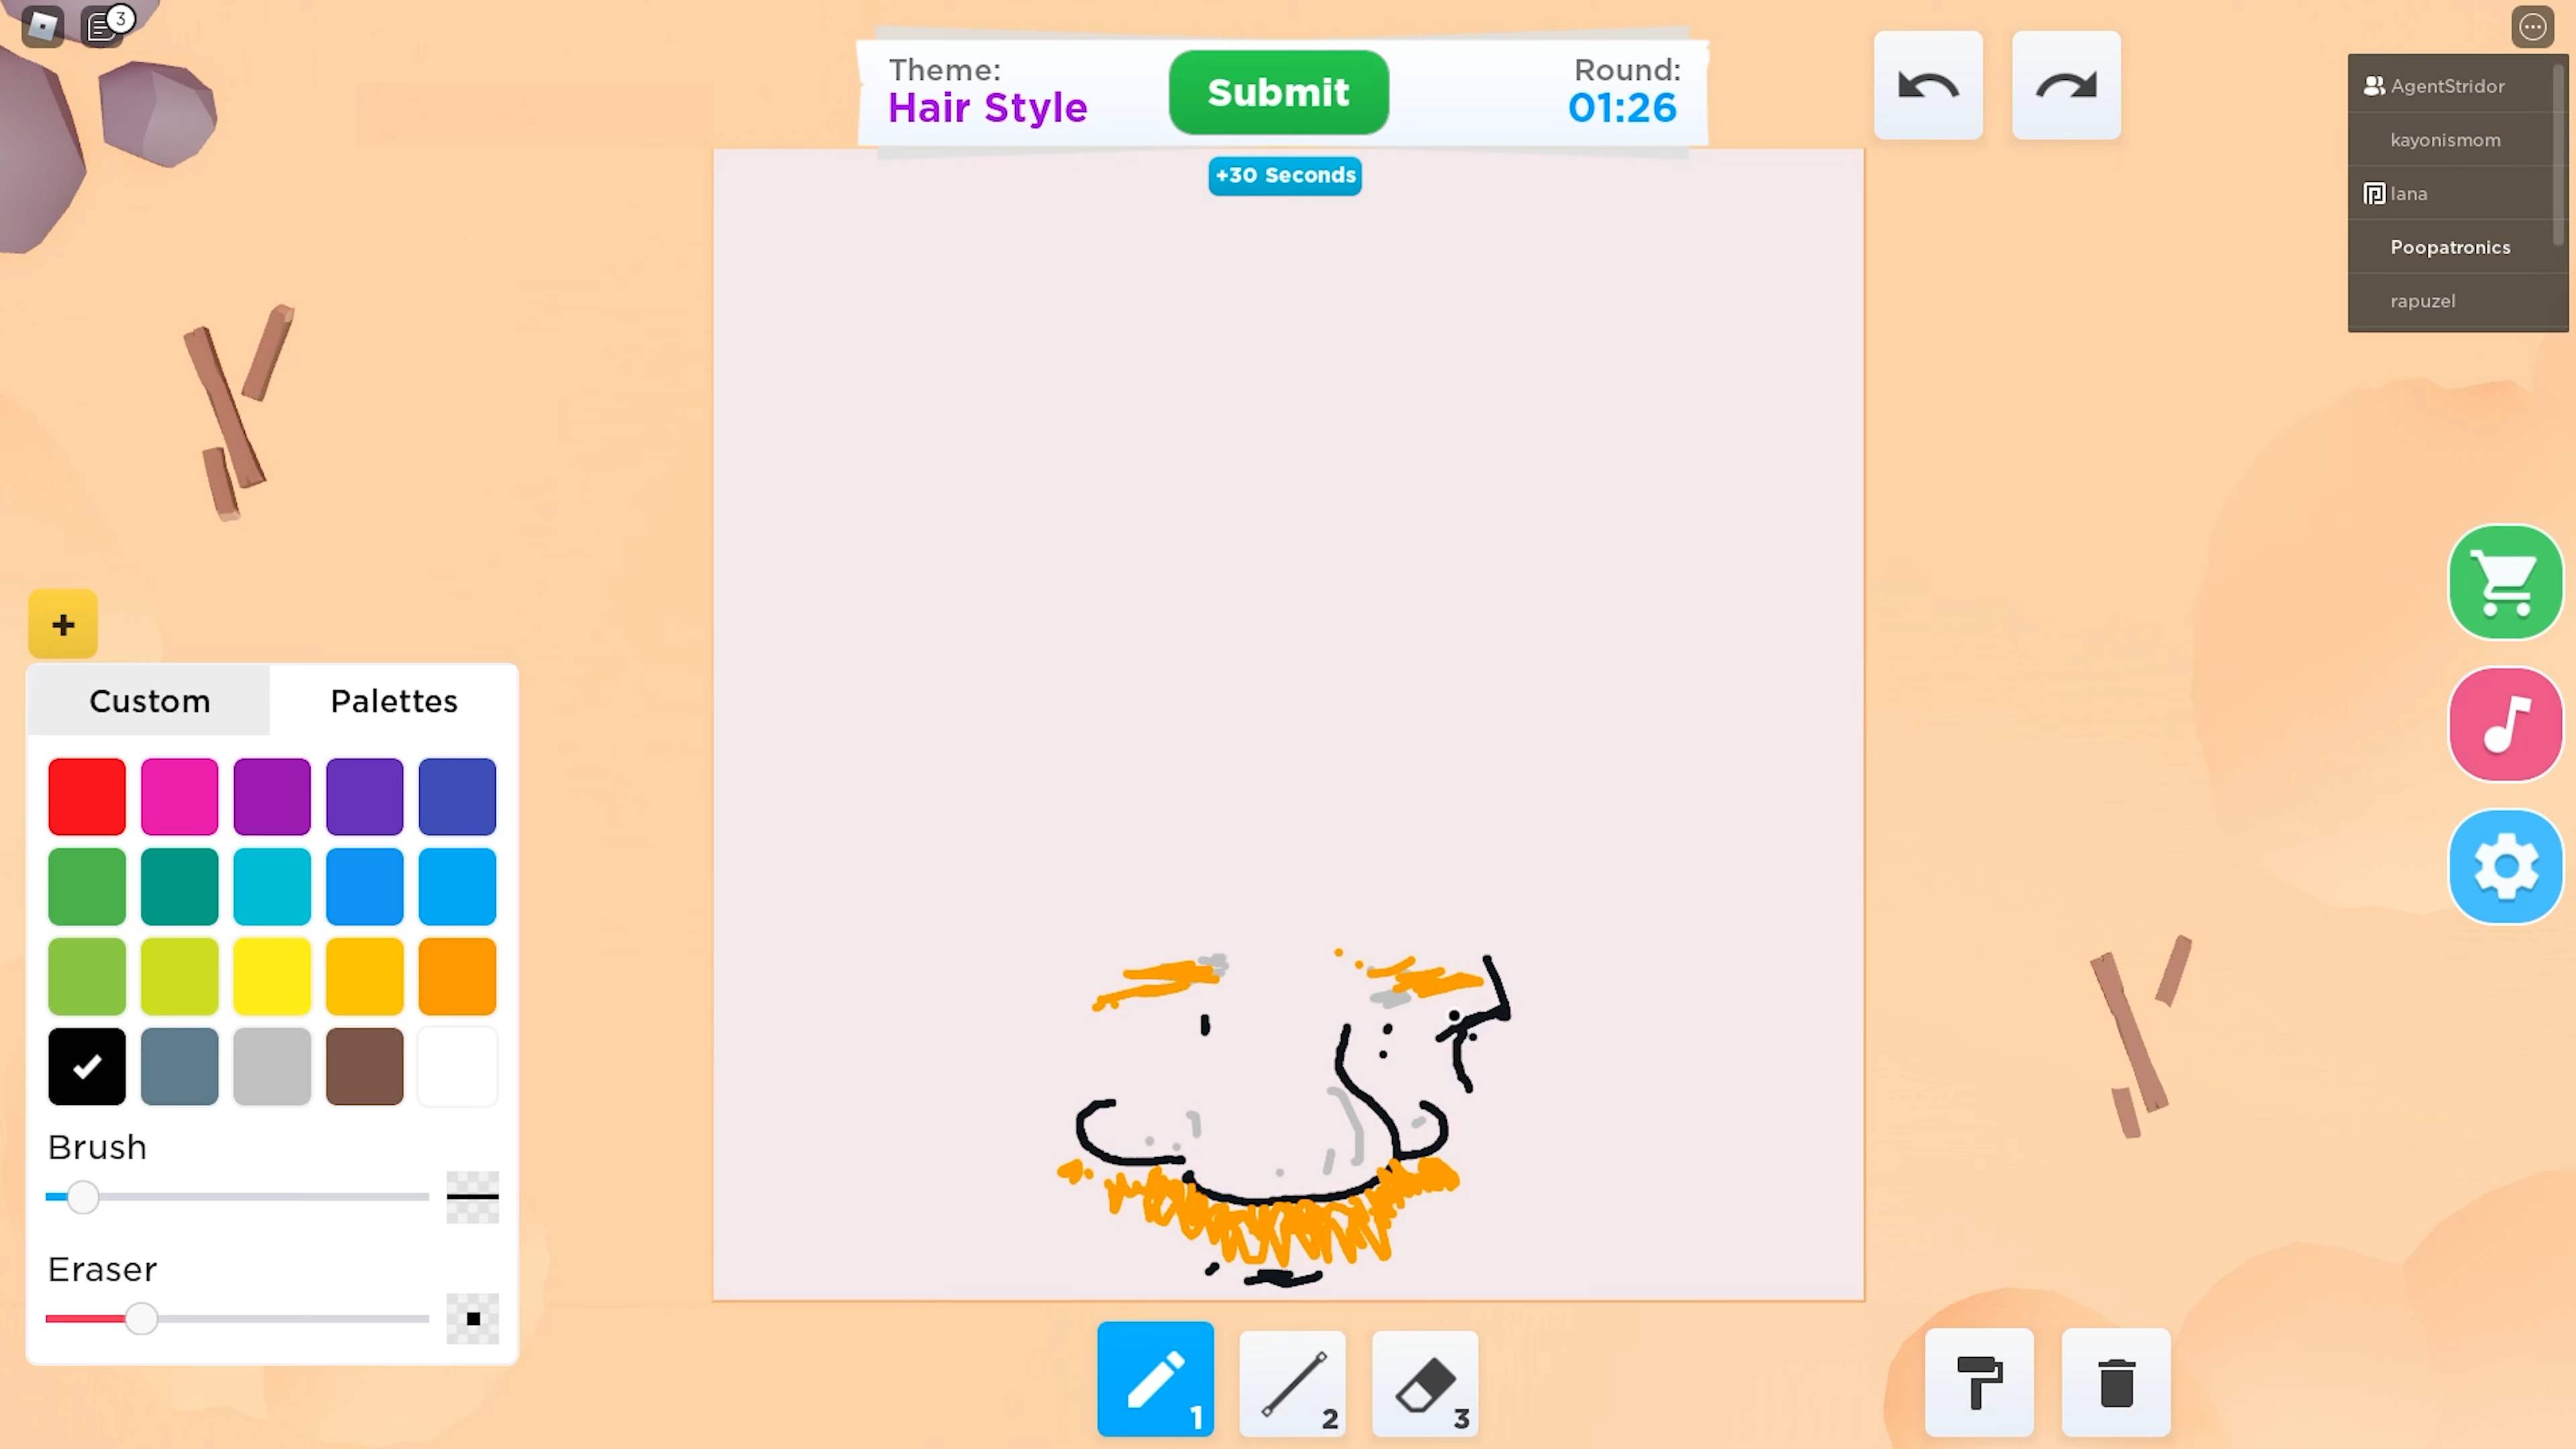 3
Theme:
Hair Style
Submit
Round:
01:26
+30 Seconds
AgentStridor
kayonismom
lana
Poopatronics
rapuzel
+
Custom
Palettes
Brush
Eraser
1
2
3